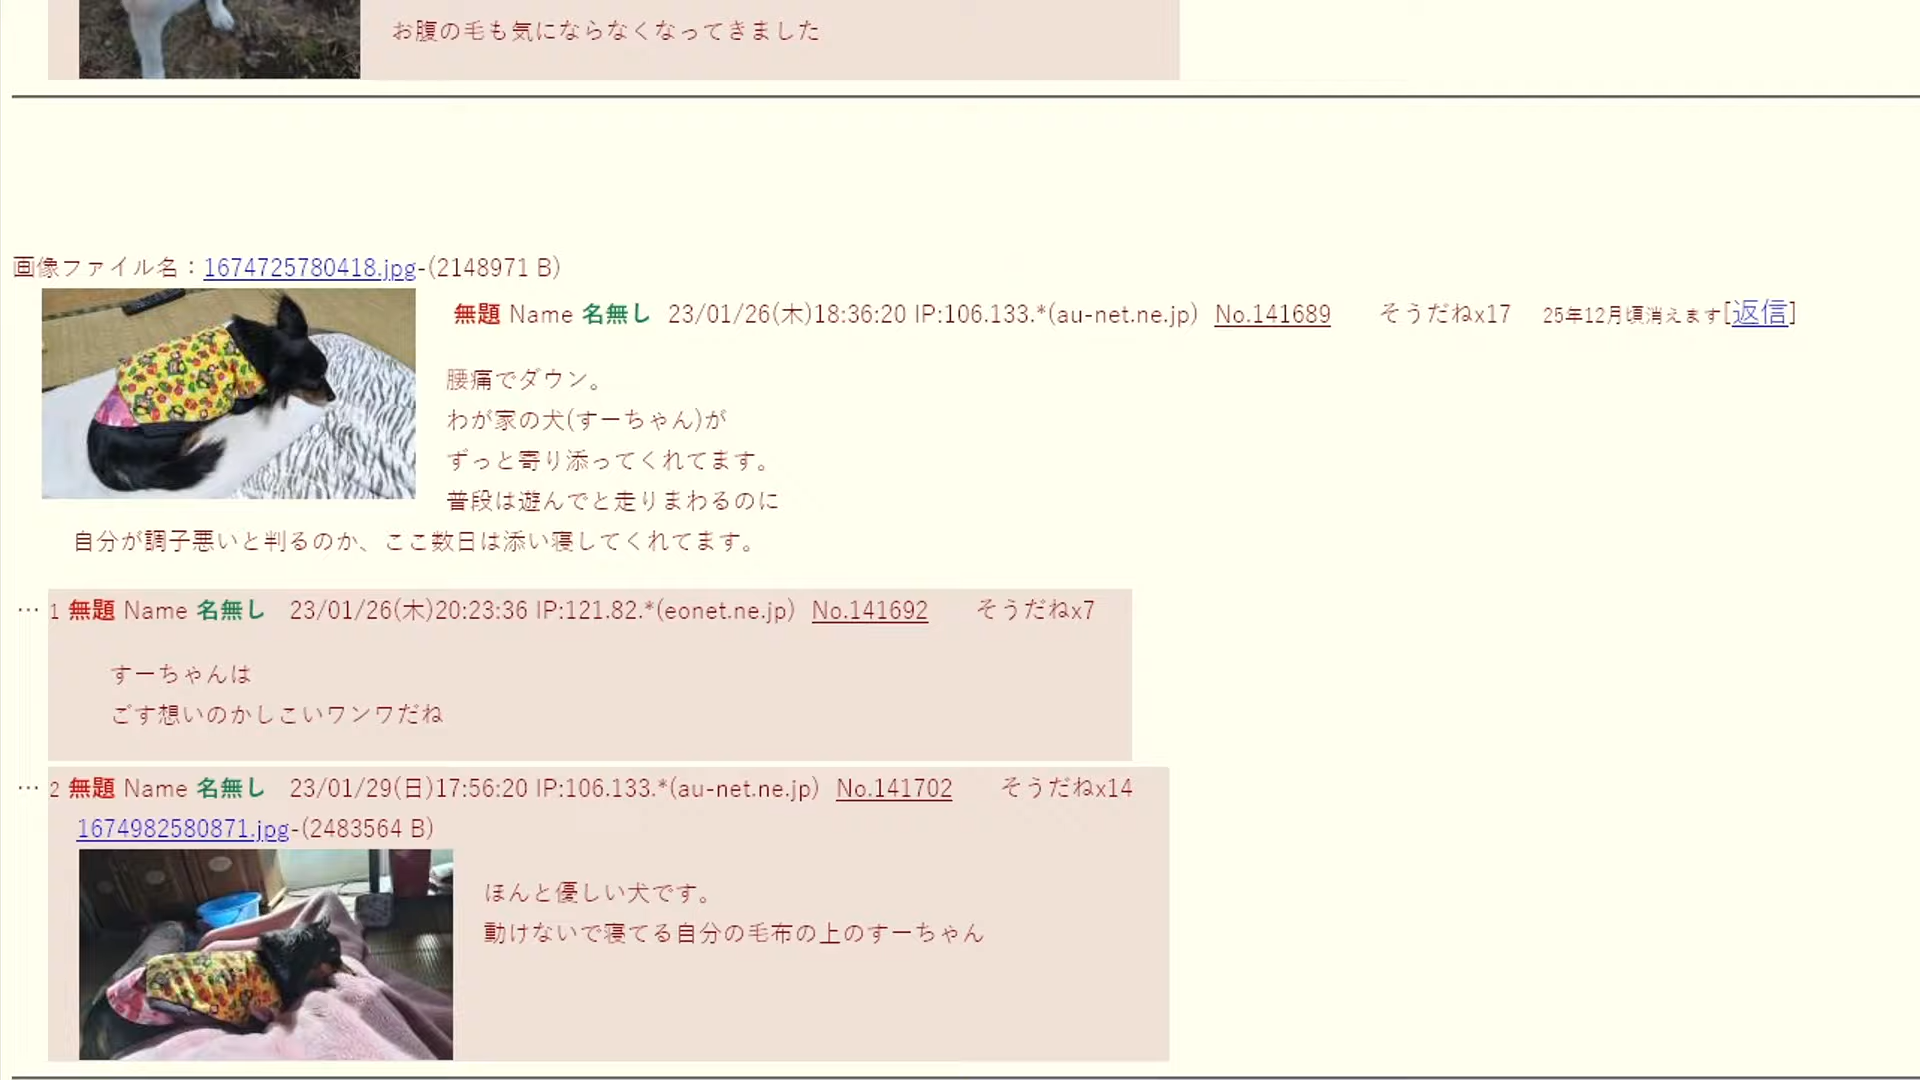 お腹の毛も気にならなくなってきました
画像ファイル名：1674725780418.jpg-(2148971 B)
無題 Name 名無し 23/01/26(木)18:36:20 IP:106.133.*(au-net.ne.jp) No.141689 そうだねx17 25年12月頃消えます[返信]
腰痛でダウン。
わが家の犬(すーちゃん)が
ずっと寄り添ってくれてます。
普段は遊んでと走りまわるのに
自分が調子悪いと判るのか、ここ数日は添い寝してくれてます。
… 1 無題 Name 名無し 23/01/26(木)20:23:36 IP:121.82.*(eonet.ne.jp) No.141692 そうだねx7
すーちゃんは
ごす想いのかしこいワンワだね
… 2 無題 Name 名無し 23/01/29(日)17:56:20 IP:106.133.*(au-net.ne.jp) No.141702 そうだねx14
1674982580871.jpg-(2483564 B)
ほんと優しい犬です。
動けないで寝てる自分の毛布の上のすーちゃん